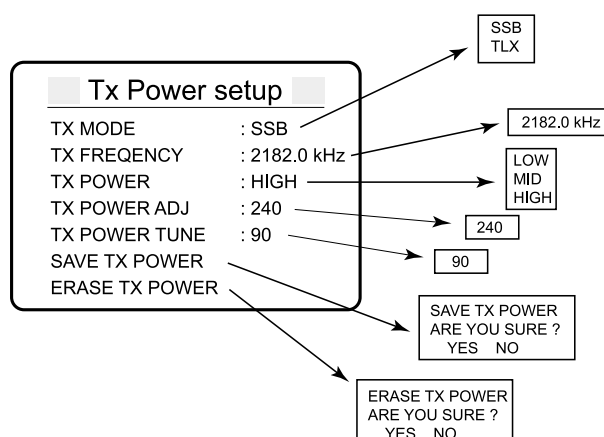 Tx Power setup
TX MODE : SSB
TX FREQENCY : 2182.0 kHz
TX POWER : HIGH
TX POWER ADJ : 240
TX POWER TUNE : 90
SAVE TX POWER
ERASE TX POWER
SSB
TLX
2182.0 kHz
LOW
MID
HIGH
240
90
SAVE TX POWER
ARE YOU SURE ?
YES NO
ERASE TX POWER
ARE YOU SURE ?
YES NO